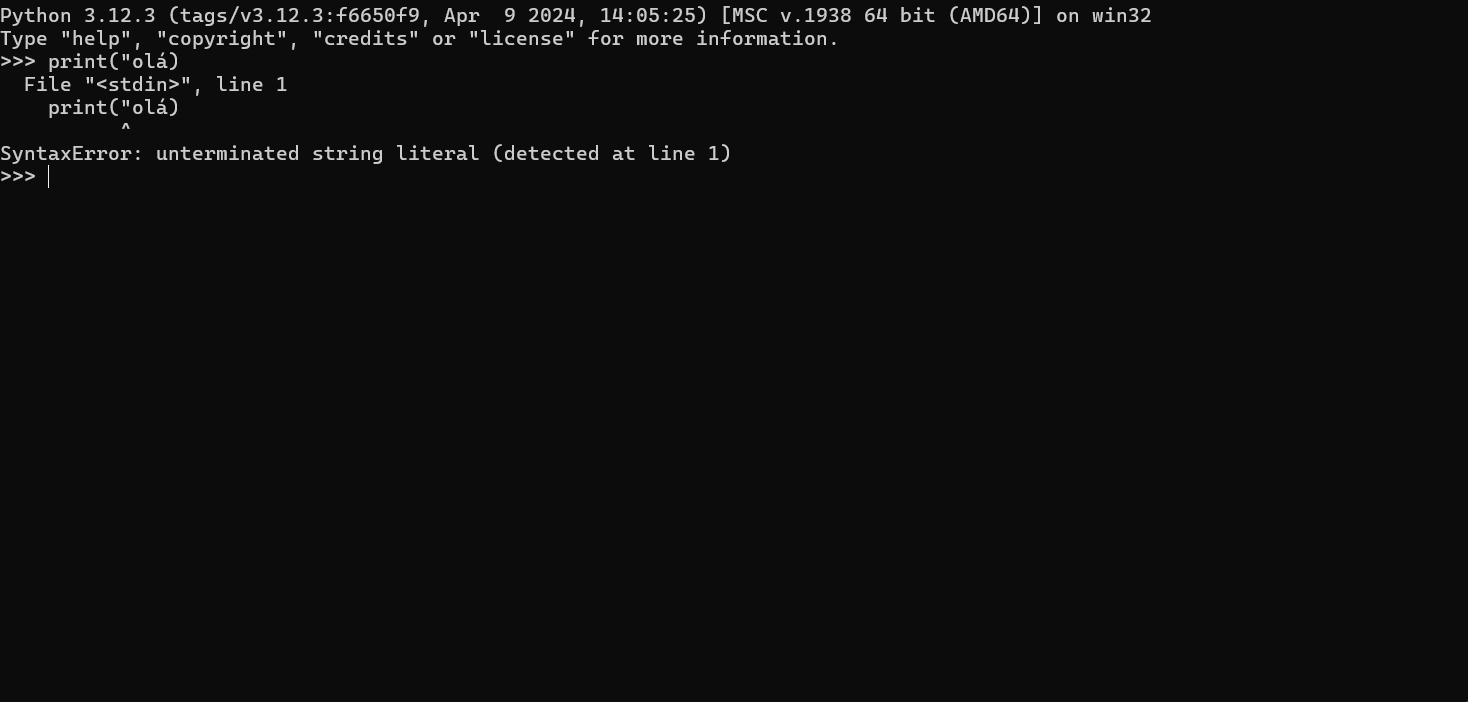 Python 3.12.3 (tags/v3.12.3:f6650f9, Apr  9 2024, 14:05:25) [MSC v.1938 64 bit (AMD64)] on win32
Type "help", "copyright", "credits" or "license" for more information.
>>> print("olá)
  File "<stdin>", line 1
    print("olá)
          ^
SyntaxError: unterminated string literal (detected at line 1)
>>>